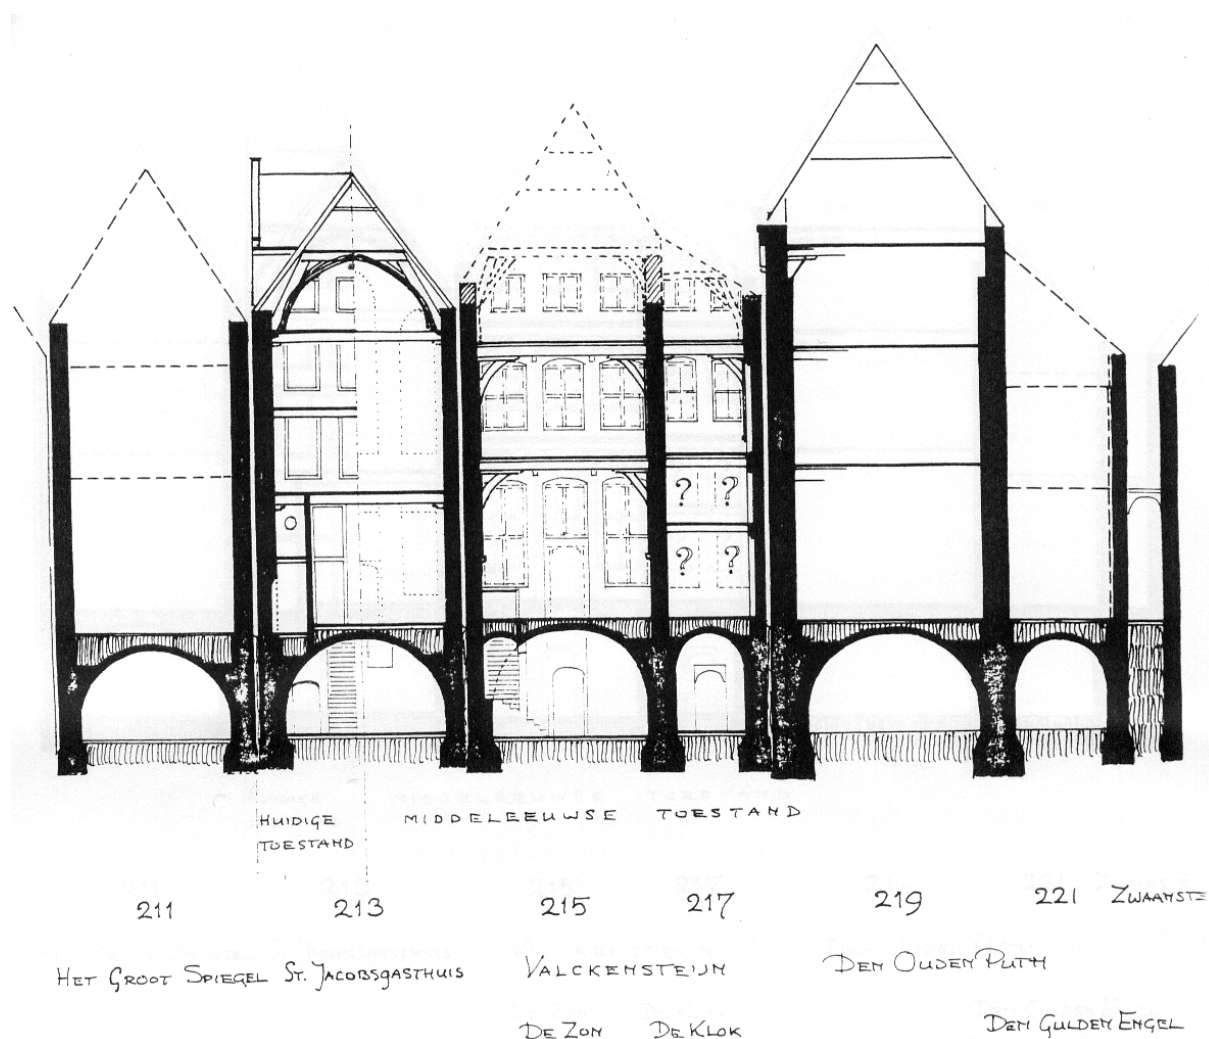 ? ?
? ?
HUIDIGE
TOESTAND
MIDDELEEUWSE TOESTAND
211 213 215 217 219 221 ZWAANSTE
HET GROOT SPIEGEL ST. JACOBSGASTHUIS VALCKENSTEIJN DEN OUDEN PUTH
DE ZON DE KLOK DEN GULDEN ENGEL